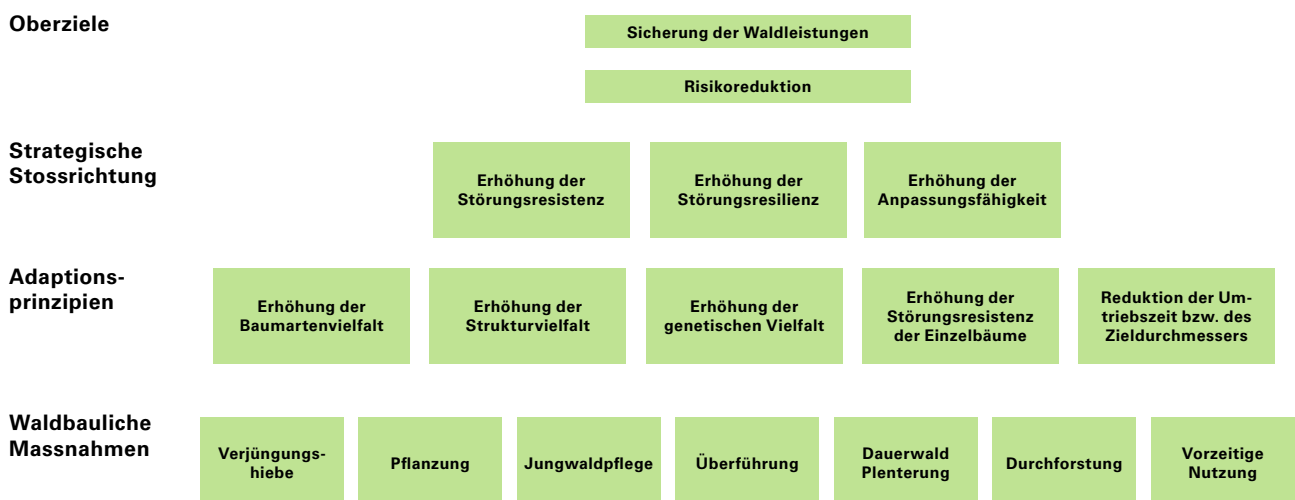 Oberziele
Sicherung der Waldleistungen
Risikoreduktion
Strategische
Stossrichtung
Erhöhung der
Störungsresistenz
Erhöhung der
Störungsresilienz
Erhöhung der
Anpassungsfähigkeit
Adaptions-
prinzipien
Erhöhung der
Baumartenvielfalt
Erhöhung der
Strukturvielfalt
Erhöhung der
genetischen Vielfalt
Erhöhung der
Störungsresistenz
der Einzelbäume
Reduktion der Um-
triebszeit bzw. des
Zieldurchmessers
Waldbauliche
Massnahmen
Verjüngungs-
hiebe
Pflanzung
Jungwaldpflege
Überführung
Dauerwald
Plenterung
Durchforstung
Vorzeitige
Nutzung